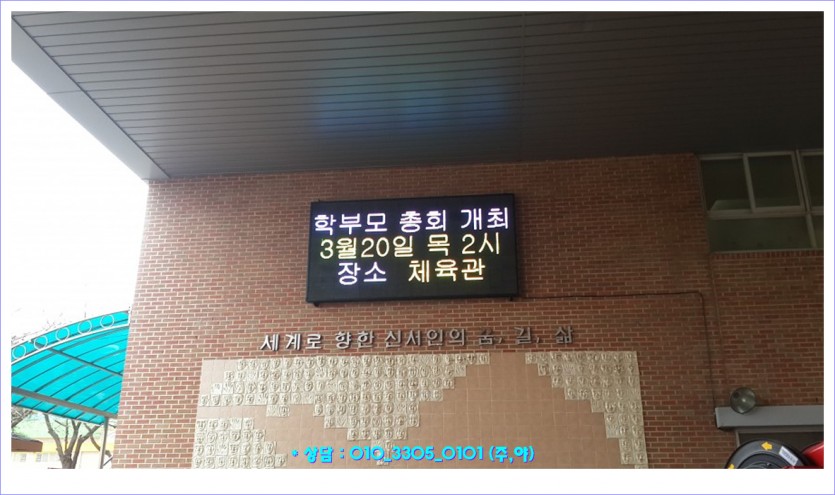 학부모 총회 개최
3월20일 목 2시
장소 체육관
세계로 향한 신서인의 꿈, 길, 삶
* 상담 : 010_3305_0101 (주,야)